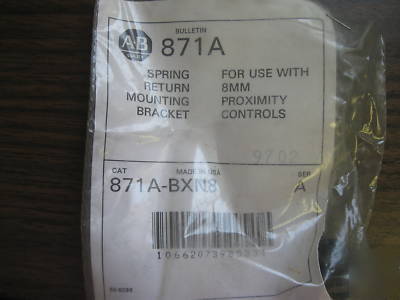 BULLETIN
AB 871A
SPRING RETURN MOUNTING BRACKET
FOR USE WITH 8MM PROXIMITY CONTROLS
9702
CAT MADE IN USA SER
871A-BXN8 A